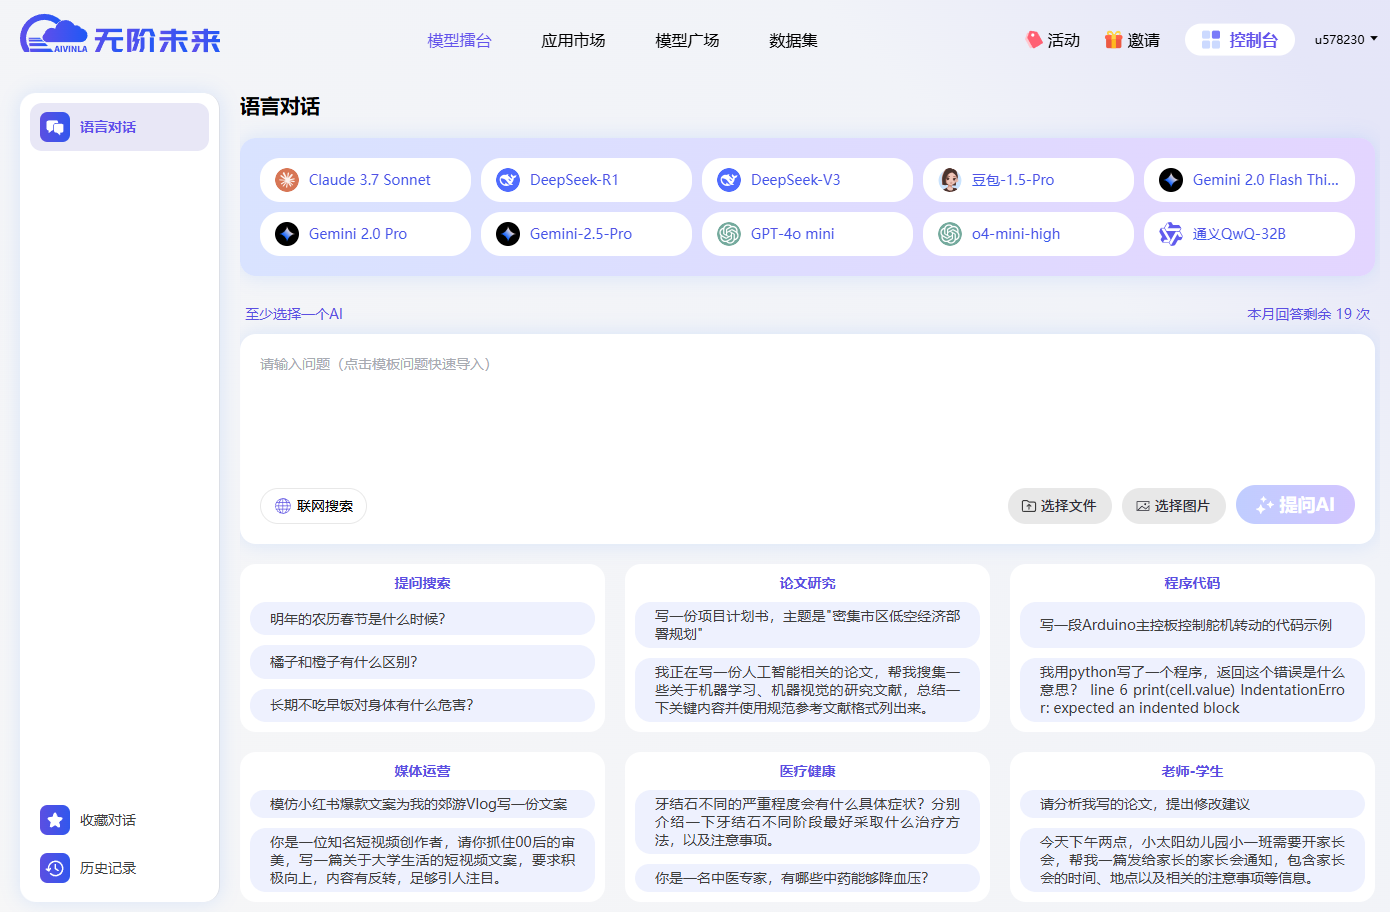 AIVINLA 无阶未来
模型擂台
应用市场
模型广场
数据集
活动
邀请
控制台
u578230
语言对话
收藏对话
历史记录
语言对话
Claude 3.7 Sonnet
DeepSeek-R1
DeepSeek-V3
豆包-1.5-Pro
Gemini 2.0 Flash Thi...
Gemini 2.0 Pro
Gemini-2.5-Pro
GPT-4o mini
o4-mini-high
通义QwQ-32B
至少选择一个AI
本月回答剩余 19 次
请输入问题（点击模板问题快速导入）
联网搜索
选择文件
选择图片
提问AI
提问搜索
明年的农历春节是什么时候？
橘子和橙子有什么区别？
长期不吃早饭对身体有什么危害？
论文研究
写一份项目计划书，主题是"密集市区低空经济部
署规划"
我正在写一份人工智能相关的论文，帮我搜集一
些关于机器学习、机器视觉的研究文献，总结一
下关键内容并使用规范参考文献格式列出来。
程序代码
写一段Arduino主控板控制舵机转动的代码示例
我用python写了一个程序，返回这个错误是什么
意思？ line 6 print(cell.value) IndentationErro
r: expected an indented block
媒体运营
模仿小红书爆款文案为我的郊游Vlog写一份文案
你是一位知名短视频创作者，请你抓住00后的审
美，写一篇关于大学生活的短视频文案，要求积
极向上，内容有反转，足够引人注目。
医疗健康
牙结石不同的严重程度会有什么具体症状？分别
介绍一下牙结石不同阶段最好采取什么治疗方
法，以及注意事项。
你是一名中医专家，有哪些中药能够降血压？
老师-学生
请分析我写的论文，提出修改建议
今天下午两点，小太阳幼儿园小一班需要开家长
会，帮我一篇发给家长的家长会通知，包含家长
会的时间、地点以及相关的注意事项等信息。